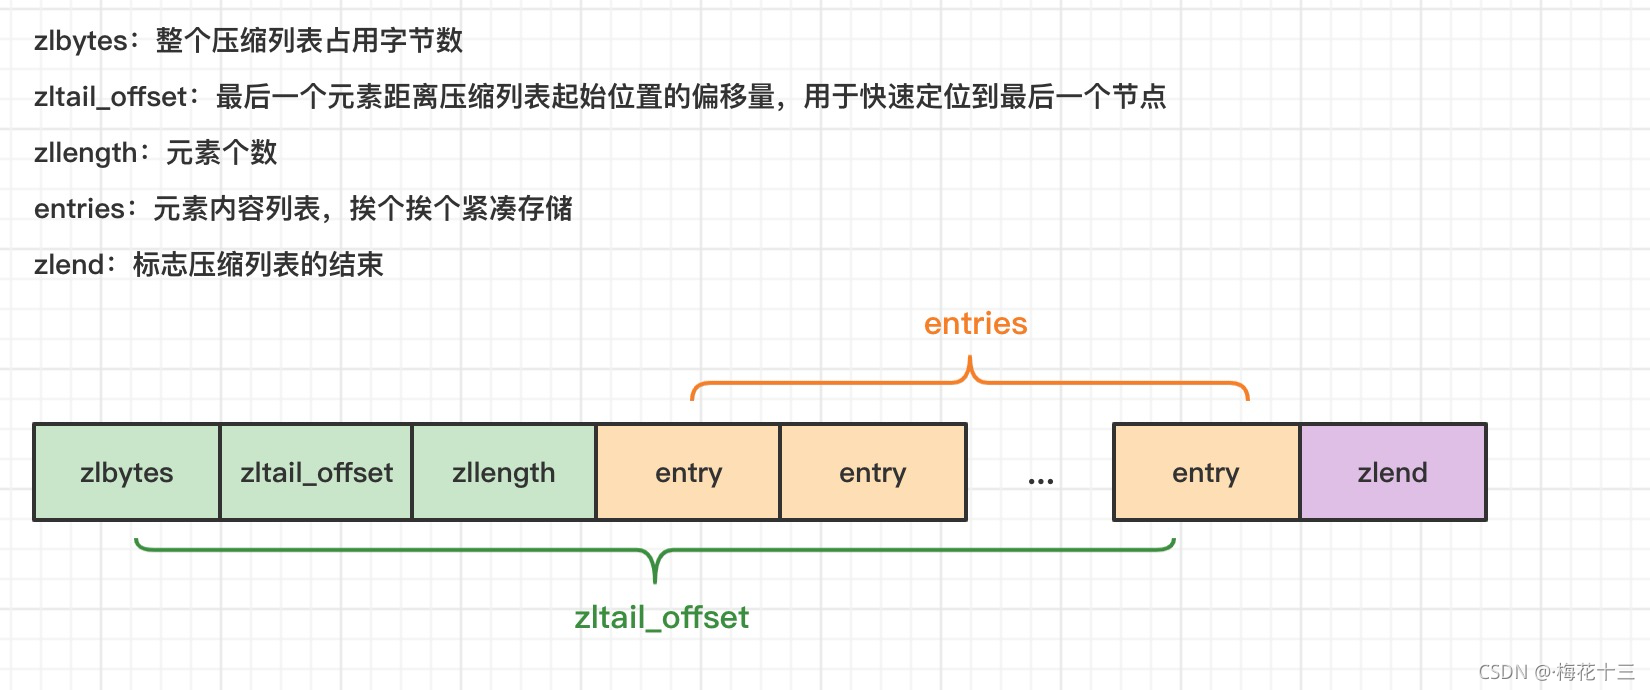 zlbytes：整个压缩列表占用字节数
zltail_offset：最后一个元素距离压缩列表起始位置的偏移量，用于快速定位到最后一个节点
zllength：元素个数
entries：元素内容列表，挨个挨个紧凑存储
zlend：标志压缩列表的结束
entries
zlbytes zltail_offset zllength entry entry ... entry zlend
zltail_offset
CSDN @·梅花十三